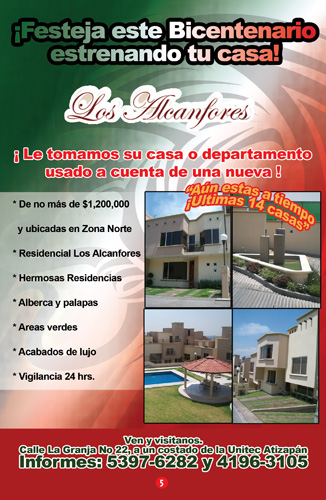 ¡Festeja este Bicentenario
estrenando tu casa!
Los Alcanfores
¡ Le tomamos su casa o departamento
usado a cuenta de una nueva !
* De no más de $1,200,000
y ubicadas en Zona Norte
* Residencial Los Alcanfores
* Hermosas Residencias
* Alberca y palapas
* Areas verdes
* Acabados de lujo
* Vigilancia 24 hrs.
"Aún estas a tiempo
¡Ultimas 14 casas"
Ven y visitanos.
Calle La Granja No 22, a un costado de la Unitec Atizapán
Informes: 5397-6282 y 4196-3105
5